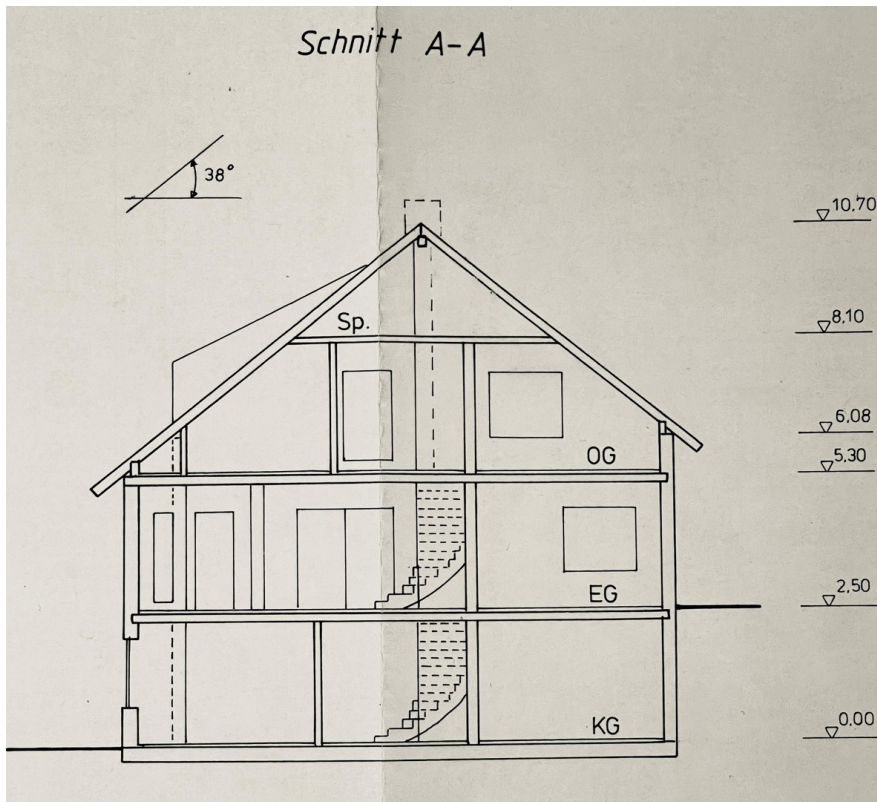 Schnitt A-A
38°
10,70
8,10
Sp.
6,08
OG
5,30
EG
2,50
KG
0,00